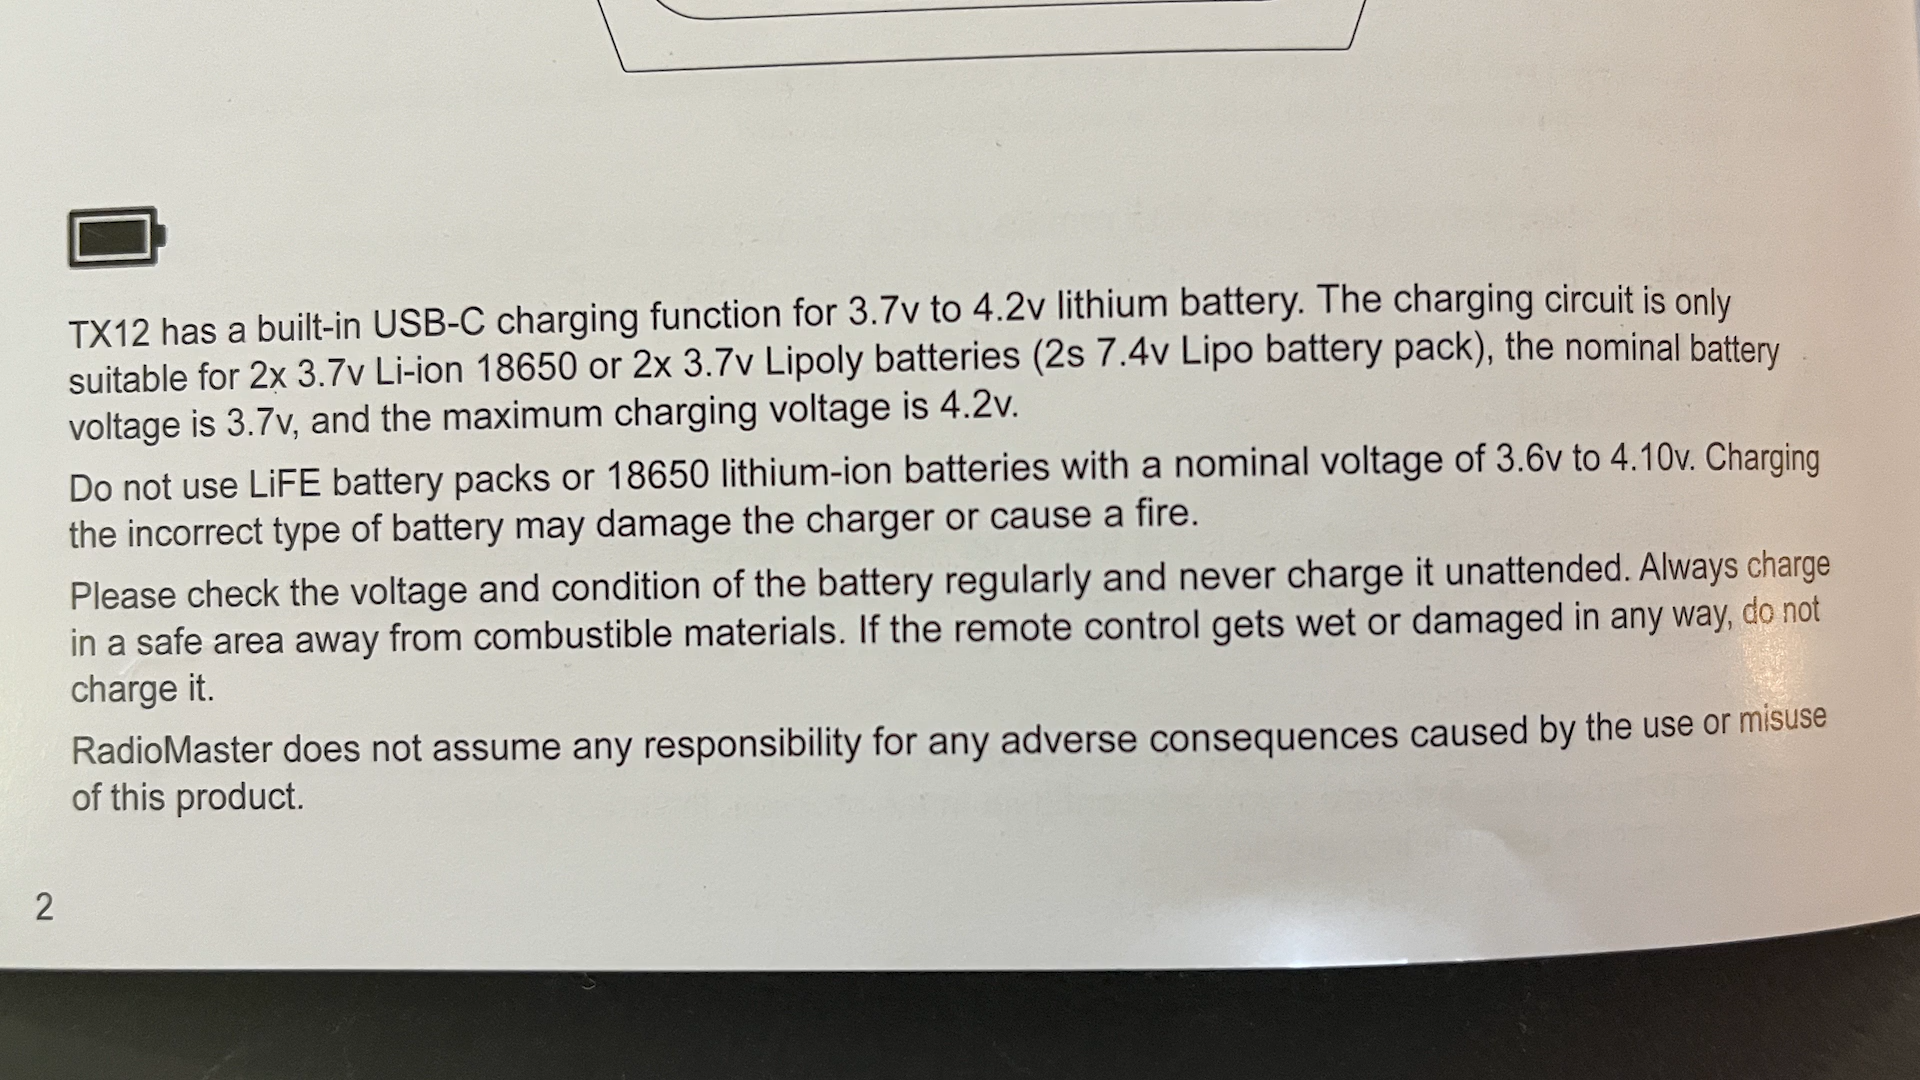 TX12 has a built-in USB-C charging function for 3.7v to 4.2v lithium battery. The charging circuit is only
suitable for 2x 3.7v Li-ion 18650 or 2x 3.7v Lipoly batteries (2s 7.4v Lipo battery pack), the nominal battery
voltage is 3.7v, and the maximum charging voltage is 4.2v.
Do not use LiFE battery packs or 18650 lithium-ion batteries with a nominal voltage of 3.6v to 4.10v. Charging
the incorrect type of battery may damage the charger or cause a fire.
Please check the voltage and condition of the battery regularly and never charge it unattended. Always charge
in a safe area away from combustible materials. If the remote control gets wet or damaged in any way, do not
charge it.
RadioMaster does not assume any responsibility for any adverse consequences caused by the use or misuse
of this product.
2